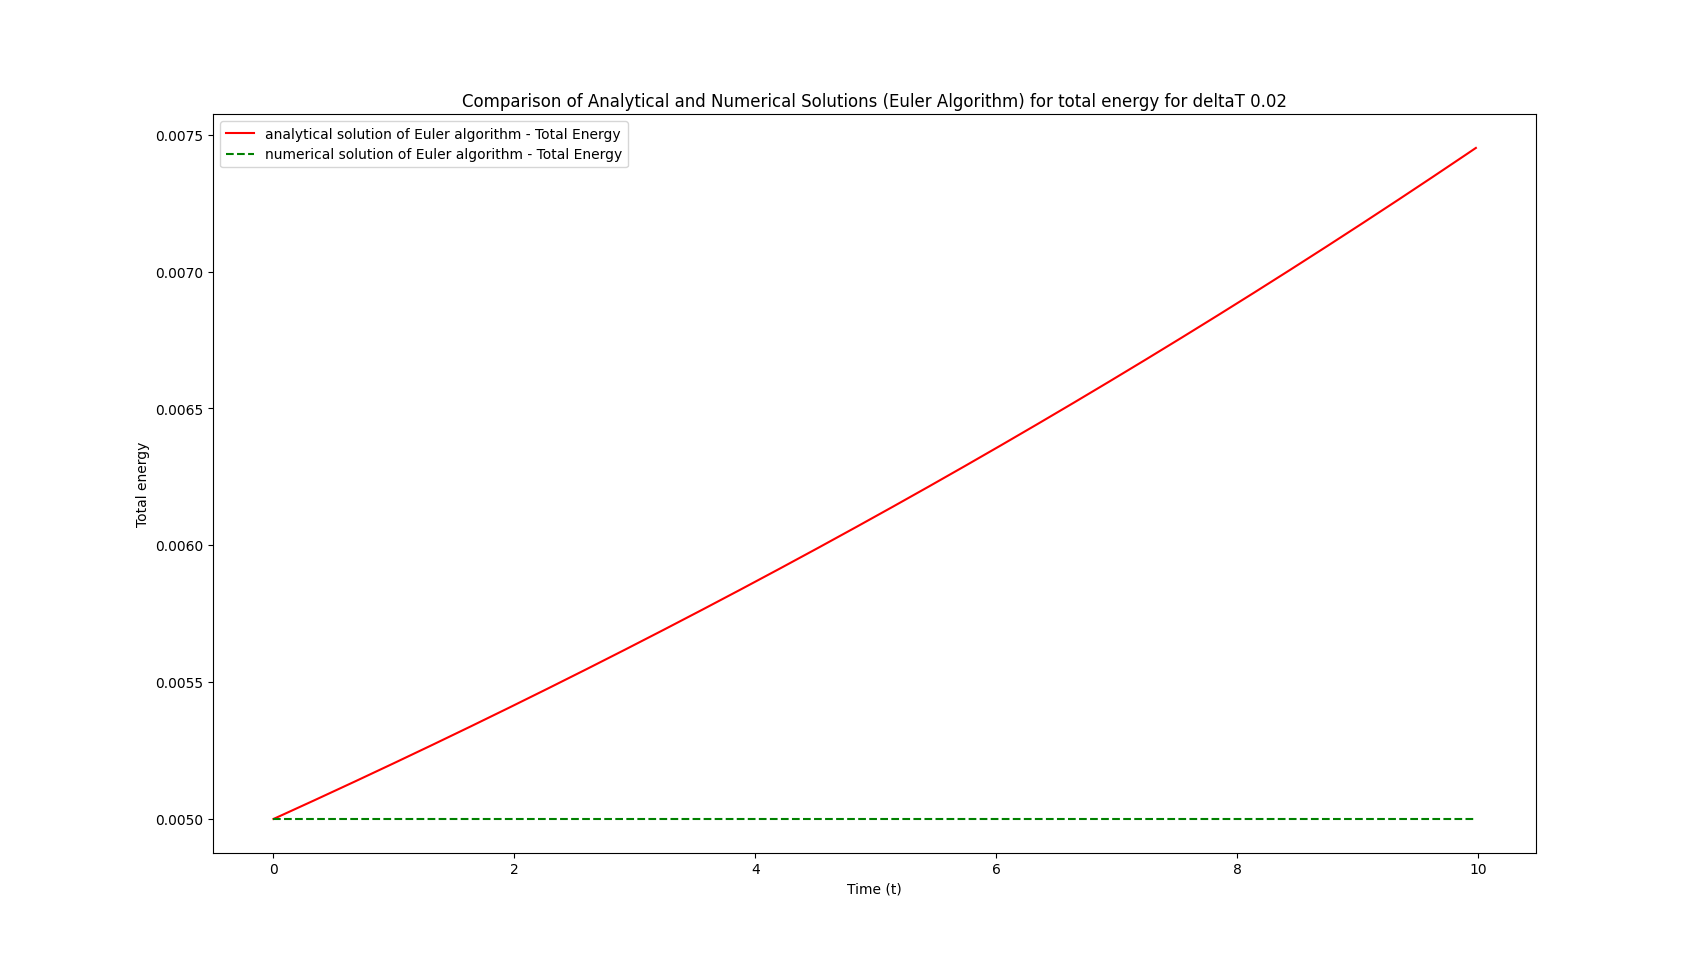 Comparison of Analytical and Numerical Solutions (Euler Algorithm) for total energy for deltaT 0.02
analytical solution of Euler algorithm - Total Energy
numerical solution of Euler algorithm - Total Energy
0.0075
0.0070
0.0065
0.0060
0.0055
0.0050
Total energy
0 2 4 6 8 10
Time (t)